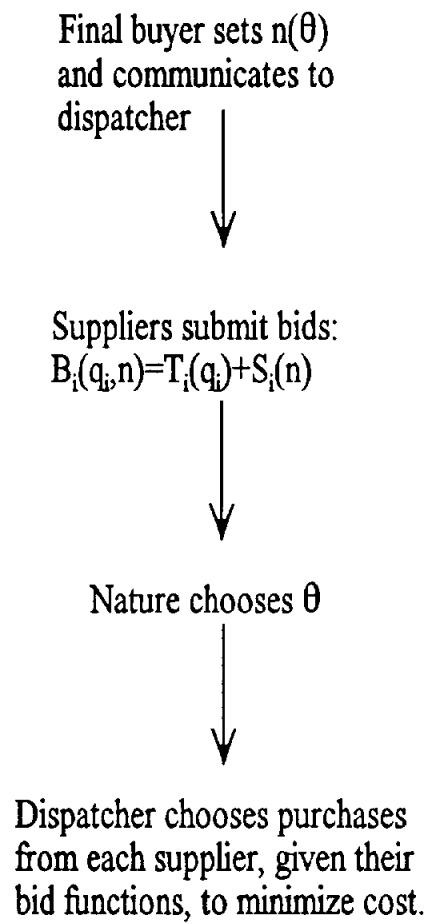 Final buyer sets n(θ)
and communicates to
dispatcher
Suppliers submit bids:
Bᵢ(qᵢ,n)=Tᵢ(qᵢ)+Sᵢ(n)
Nature chooses θ
Dispatcher chooses purchases
from each supplier, given their
bid functions, to minimize cost.